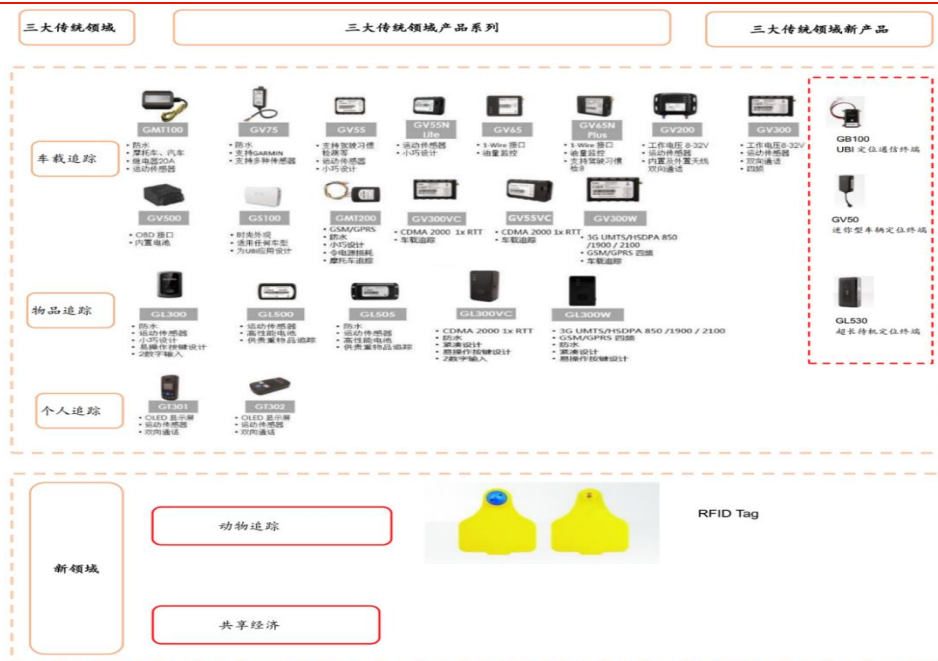 三大传统领域
三大传统领域产品系列
三大传统领域新产品
车载追踪
GMT100
• 防水
• 摩托车、汽车
• 继电器20A
• 运动传感器
GV75
• 防水
• 支持GARMIN
• 支持多种传感器
GV55
• 支持驾驶习惯
检测等
• 运动传感器
• 小巧设计
GV55N
Lite
• 运动传感器
• 小巧设计
GV65
• 1-Wire 接口
• 油量监控
GV65N
Plus
• 1-Wire 接口
• 油量监控
• 支持驾驶习惯
GV200
• 工作电压 8-32V
• 运动传感器
• 内置及外置天线
双向通话
GV300
• 工作电压8-32V
• 运动传感器
• 双向通话
• 四频
GB100
UBI 定位通信终端
GV500
• OBD 接口
• 内置电池
GS100
• 时尚外观
• 适用任何车型
• 为UBI应用设计
GMT200
• GSM/GPRS
• 防水
• 小巧设计
• 令电源损耗
• 摩托车追踪
GV300VC
• CDMA 2000 1x RTT
• 车载追踪
GV55VC
• CDMA 2000 1x RTT
• 车载追踪
GV300W
• 3G UMTS/HSDPA 850
/1900 / 2100
• GSM/GPRS 四频
• 车载追踪
GV50
迷你型车辆定位终端
物品追踪
GL300
• 防水
• 运动传感器
• 小巧设计
• 易操作按键设计
• 2数字输入
GL500
• 运动传感器
• 高性能电池
• 供贵重物品追踪
GL505
• 防水
• 运动传感器
• 高性能电池
• 供贵重物品追踪
GL300VC
• CDMA 2000 1x RTT
• 防水
• 紧凑设计
• 易操作按键设计
• 2数字输入
GL300W
• 3G UMTS/HSDPA 850 /1900 / 2100
• GSM/GPRS 四频
• 防水
• 紧凑设计
• 易操作按键设计
GL530
超长待机定位终端
个人追踪
GT301
• OLED 显示屏
• 运动传感器
• 双向通话
GT302
• OLED 显示屏
• 运动传感器
• 双向通话
新领域
动物追踪
RFID Tag
共享经济